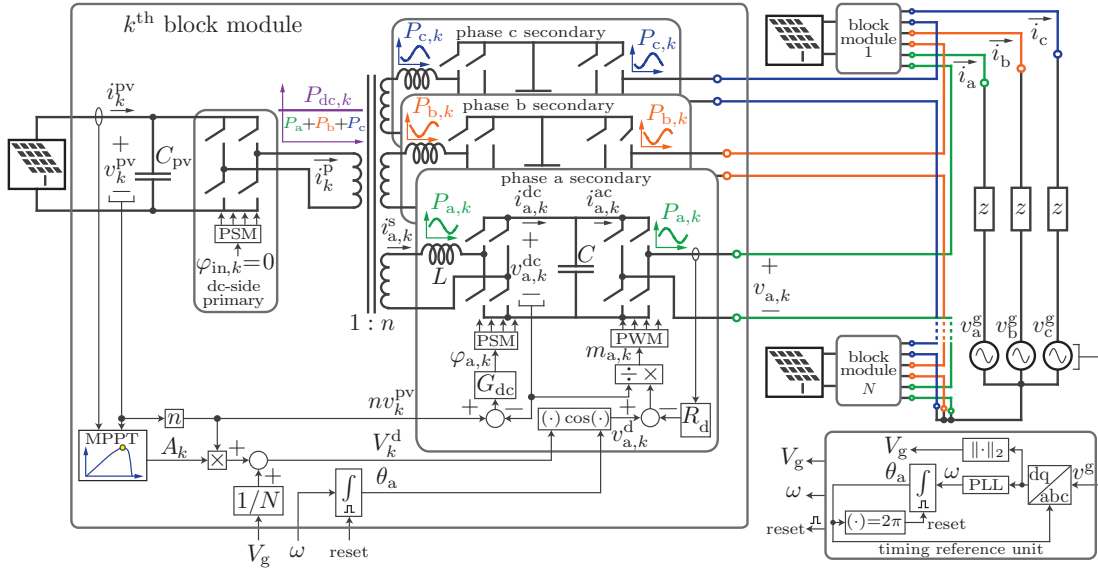 kᵗʰ block module
i_k^pv
+
v_k^pv
−
C_pv
PSM
φ_in,k=0
dc-side
primary
P_dc,k
P_a+P_b+P_c
i_k^p
1 : n
phase c secondary
P_c,k
P_c,k
phase b secondary
P_b,k
P_b,k
phase a secondary
P_a,k
i_a,k^s
L
i_a,k^dc
+
v_a,k^dc
−
C
i_a,k^ac
P_a,k
+
v_a,k
−
PSM
φ_a,k
G_dc
+
−
nv_k^pv
PWM
m_a,k
÷ ×
(·) cos(·)
+
−
v_a,k^d
R_d
n
MPPT
A_k
×
+
+
V_k^d
1/N
V_g
θ_a
∫
ω
reset
block
module
1
i_a
i_b
i_c
z
z
z
v_a^g
v_b^g
v_c^g
block
module
N
V_g
ω
reset
V_g
‖·‖₂
θ_a
∫
ω
PLL
dq
abc
v^g
(·)=2π
reset
timing reference unit